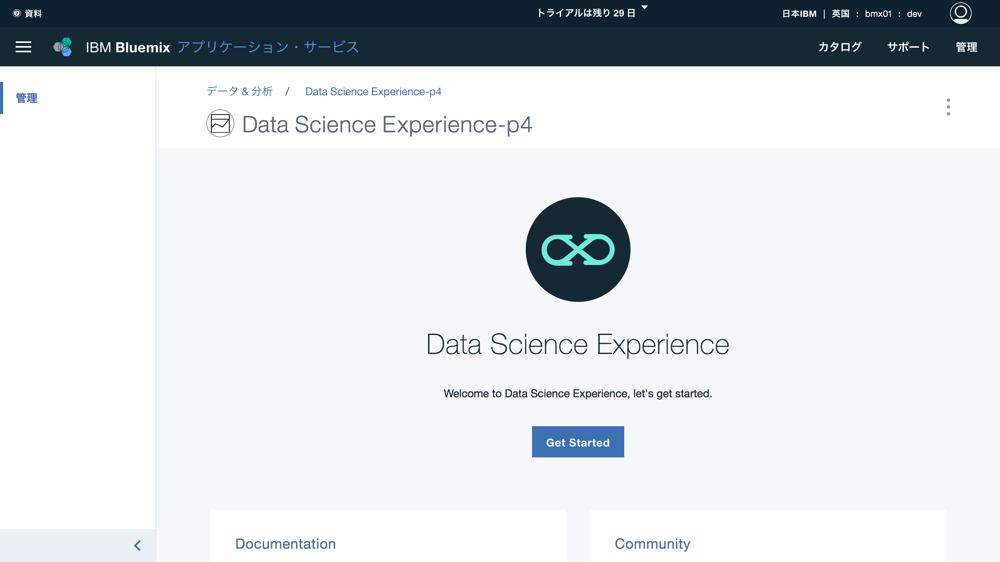 資料
トライアルは残り 29 日
日本IBM | 英国 : bmx01 : dev
IBM Bluemix アプリケーション・サービス
カタログ
サポート
管理
管理
データ & 分析 / Data Science Experience-p4
Data Science Experience-p4
Data Science Experience
Welcome to Data Science Experience, let's get started.
Get Started
Documentation
Community